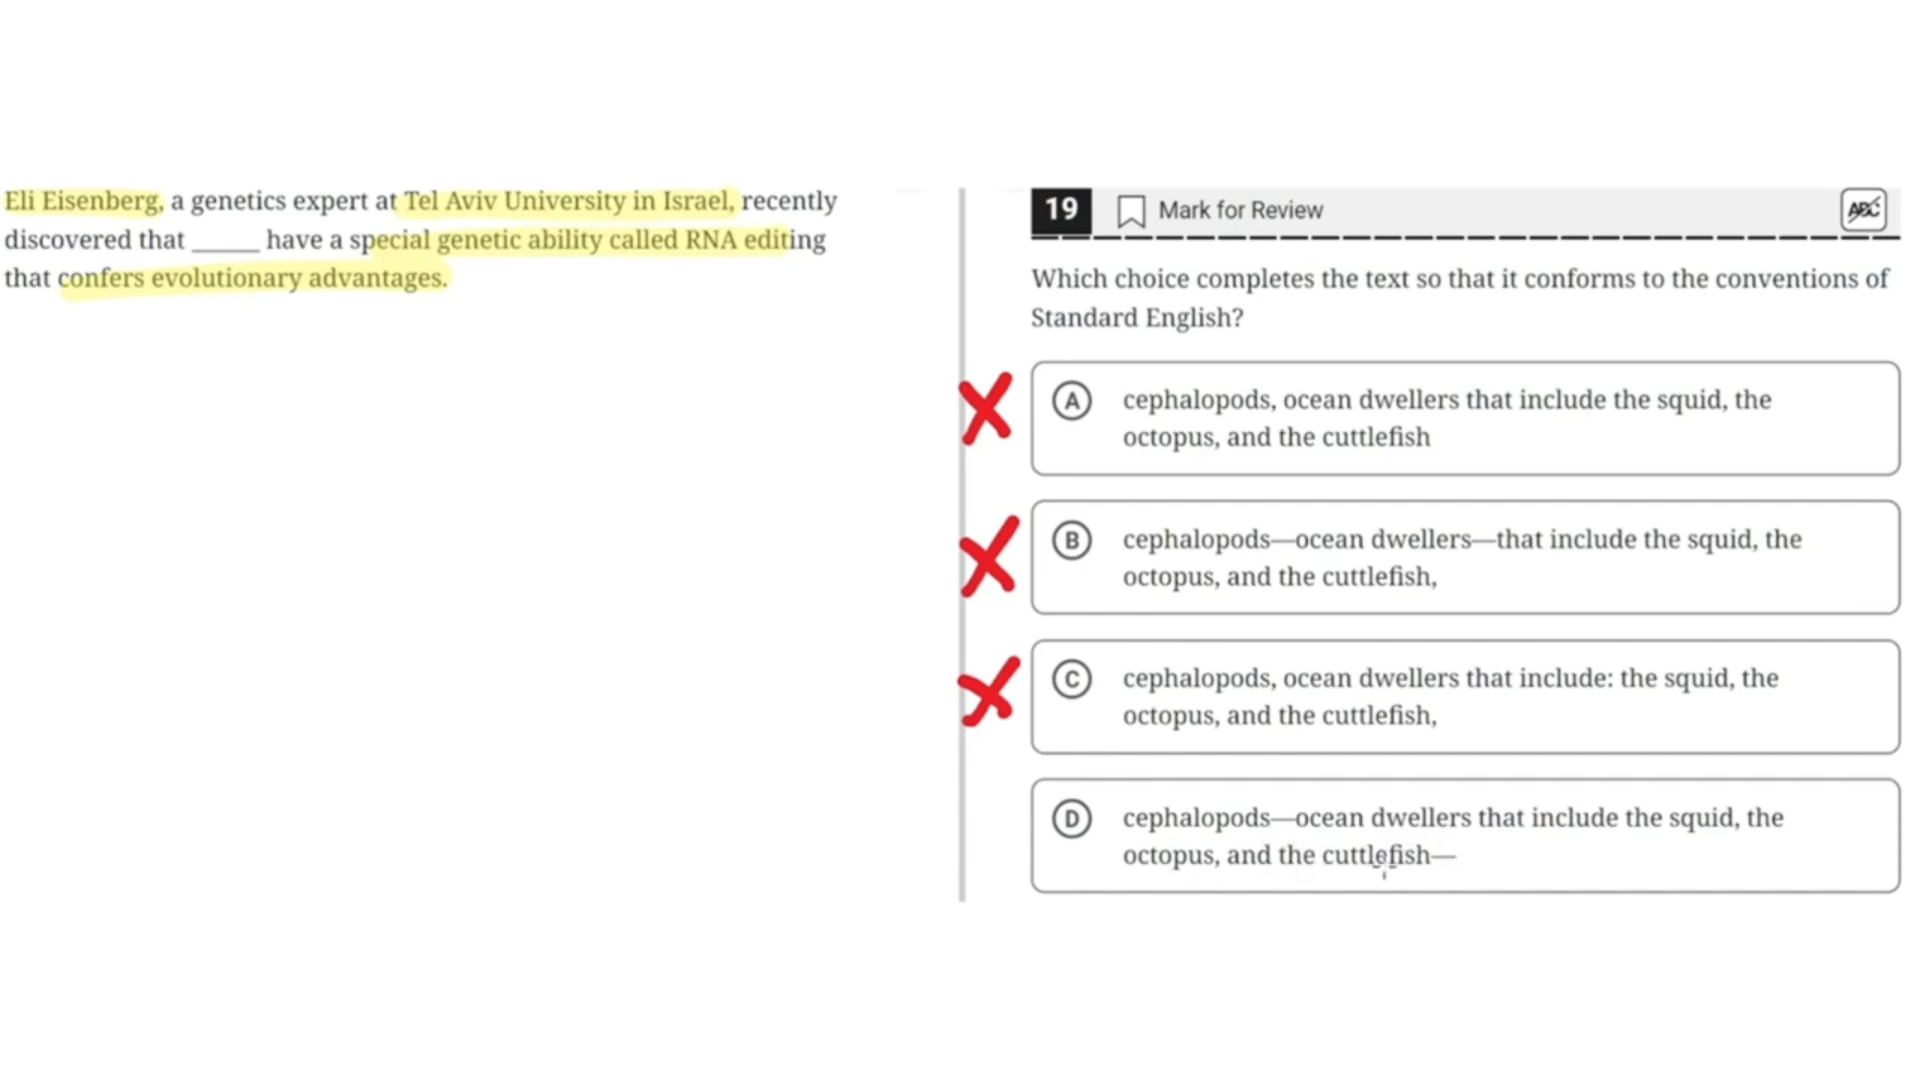 Eli Eisenberg, a genetics expert at Tel Aviv University in Israel, recently
discovered that ______ have a special genetic ability called RNA editing
that confers evolutionary advantages.
19 Mark for Review ABC
Which choice completes the text so that it conforms to the conventions of
Standard English?
A cephalopods, ocean dwellers that include the squid, the
octopus, and the cuttlefish
B cephalopods—ocean dwellers—that include the squid, the
octopus, and the cuttlefish,
C cephalopods, ocean dwellers that include: the squid, the
octopus, and the cuttlefish,
D cephalopods—ocean dwellers that include the squid, the
octopus, and the cuttlefish—